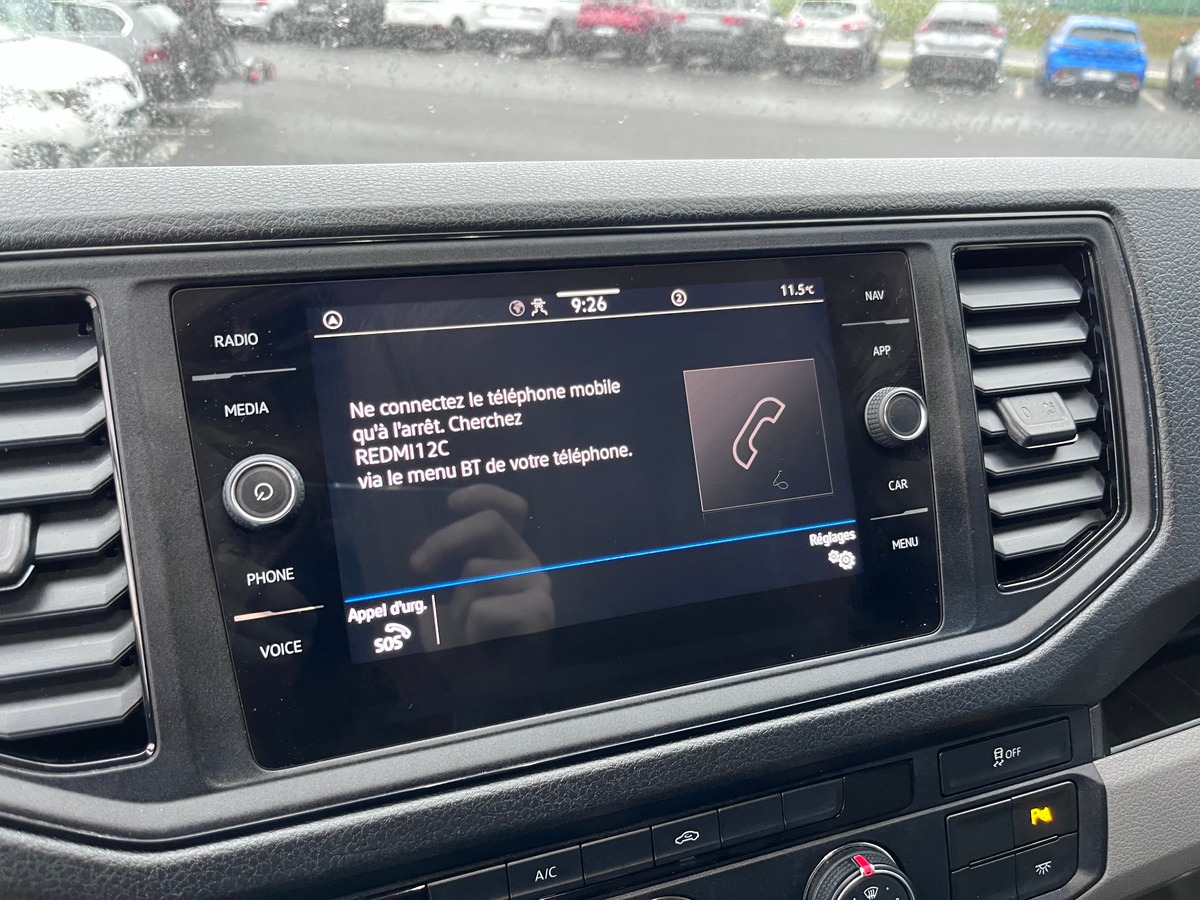 9:26
2
11.5°C
NAV
RADIO
APP
MEDIA
Ne connectez le téléphone mobile
qu'à l'arrêt. Cherchez
REDMI12C
via le menu BT de votre téléphone.
CAR
PHONE
Réglages
MENU
Appel d'urg.
SOS
VOICE
OFF
A/C